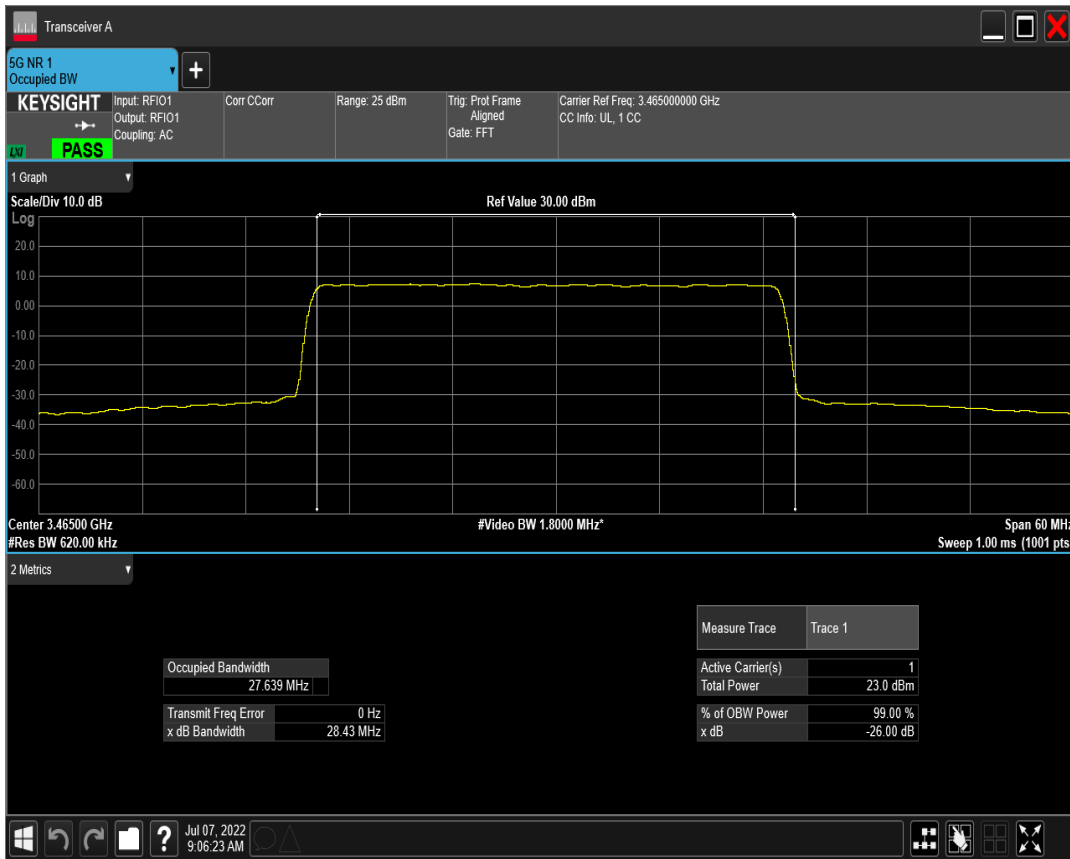 Transceiver A
5G NR 1
Occupied BW
+
KEYSIGHT
LXI
PASS
Input: RFIO1
Output: RFIO1
Coupling: AC
Corr CCorr
Range: 25 dBm
Trig: Prot Frame
Aligned
Gate: FFT
Carrier Ref Freq: 3.465000000 GHz
CC Info: UL, 1 CC
1 Graph
Scale/Div 10.0 dB
Ref Value 30.00 dBm
Log
20.0
10.0
0.00
-10.0
-20.0
-30.0
-40.0
-50.0
-60.0
Center 3.46500 GHz
#Video BW 1.8000 MHz*
Span 60 MHz
#Res BW 620.00 kHz
Sweep 1.00 ms (1001 pts
2 Metrics
Measure Trace Trace 1
Occupied Bandwidth
27.639 MHz
Active Carrier(s) 1
Total Power 23.0 dBm
Transmit Freq Error 0 Hz
x dB Bandwidth 28.43 MHz
% of OBW Power 99.00 %
x dB -26.00 dB
?
Jul 07, 2022
9:06:23 AM